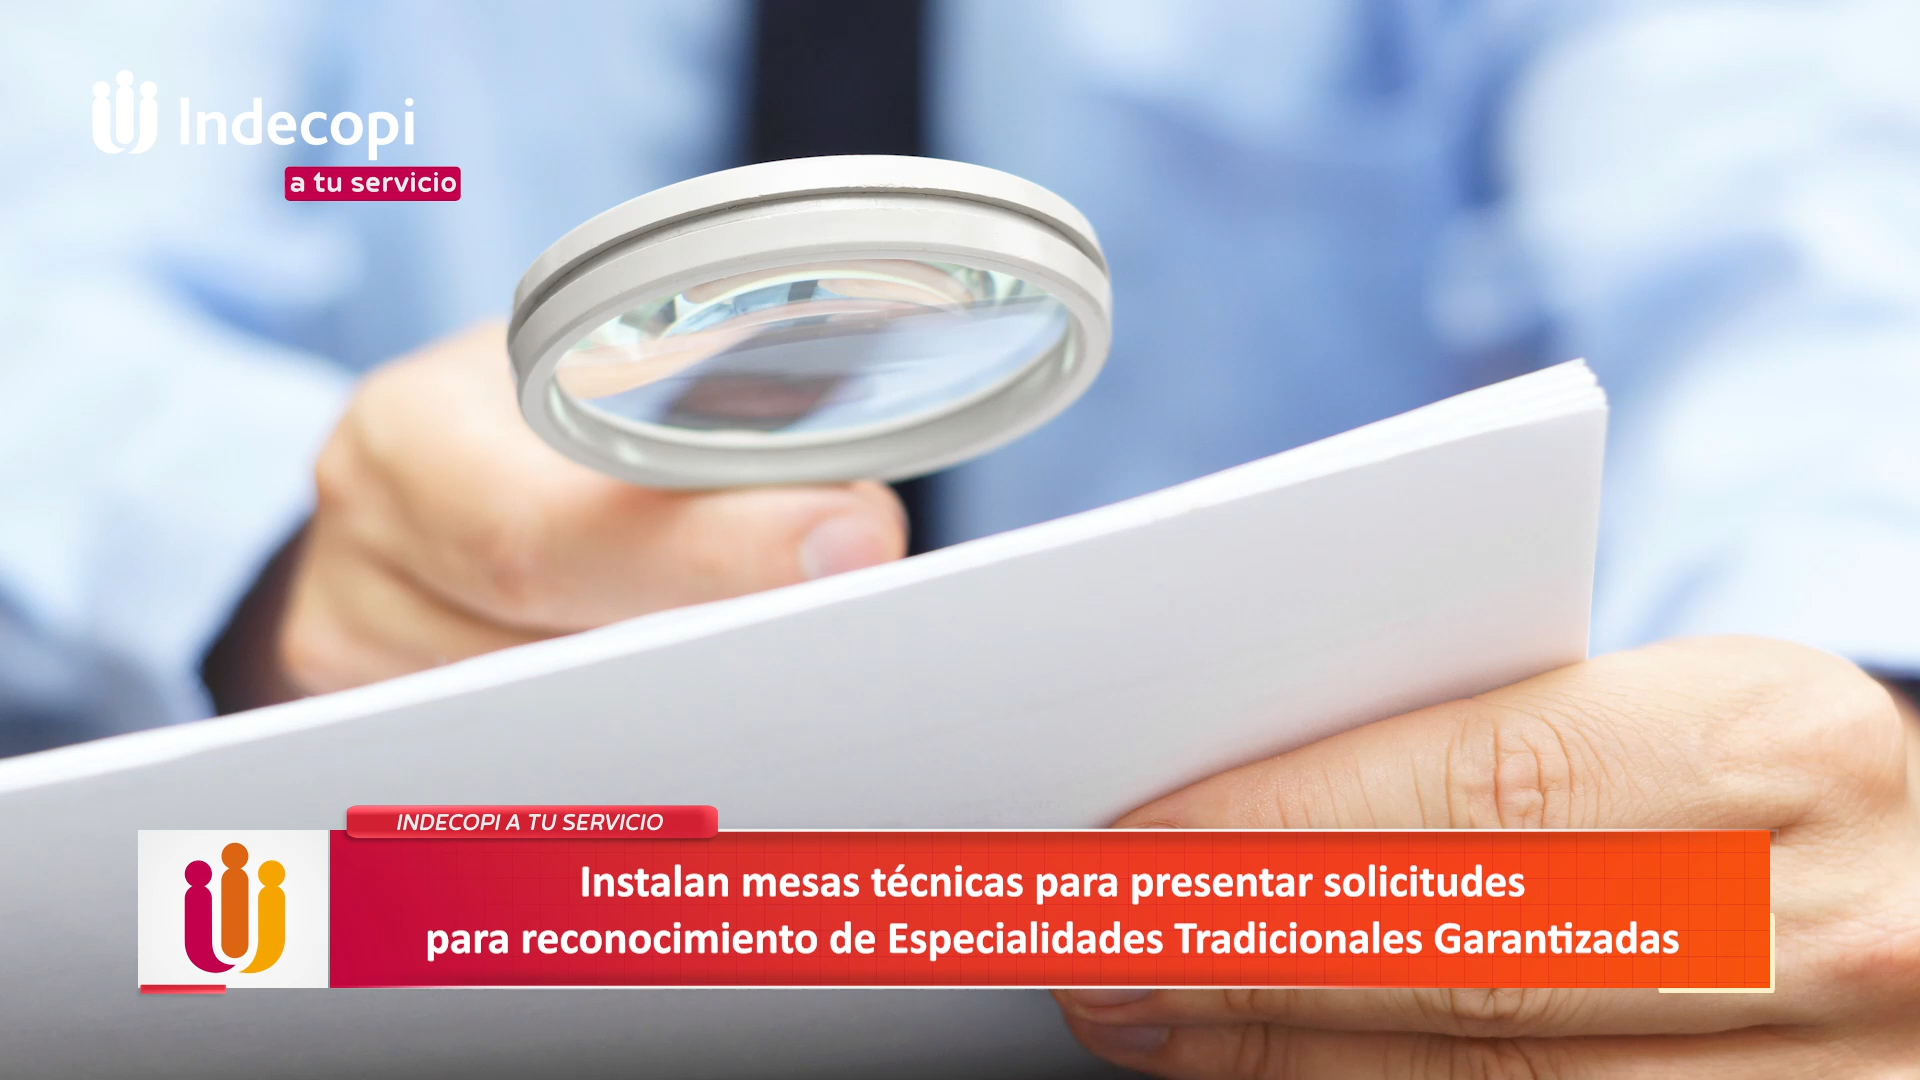 Indecopi
a tu servicio
INDECOPI A TU SERVICIO
Instalan mesas técnicas para presentar solicitudes
para reconocimiento de Especialidades Tradicionales Garantizadas